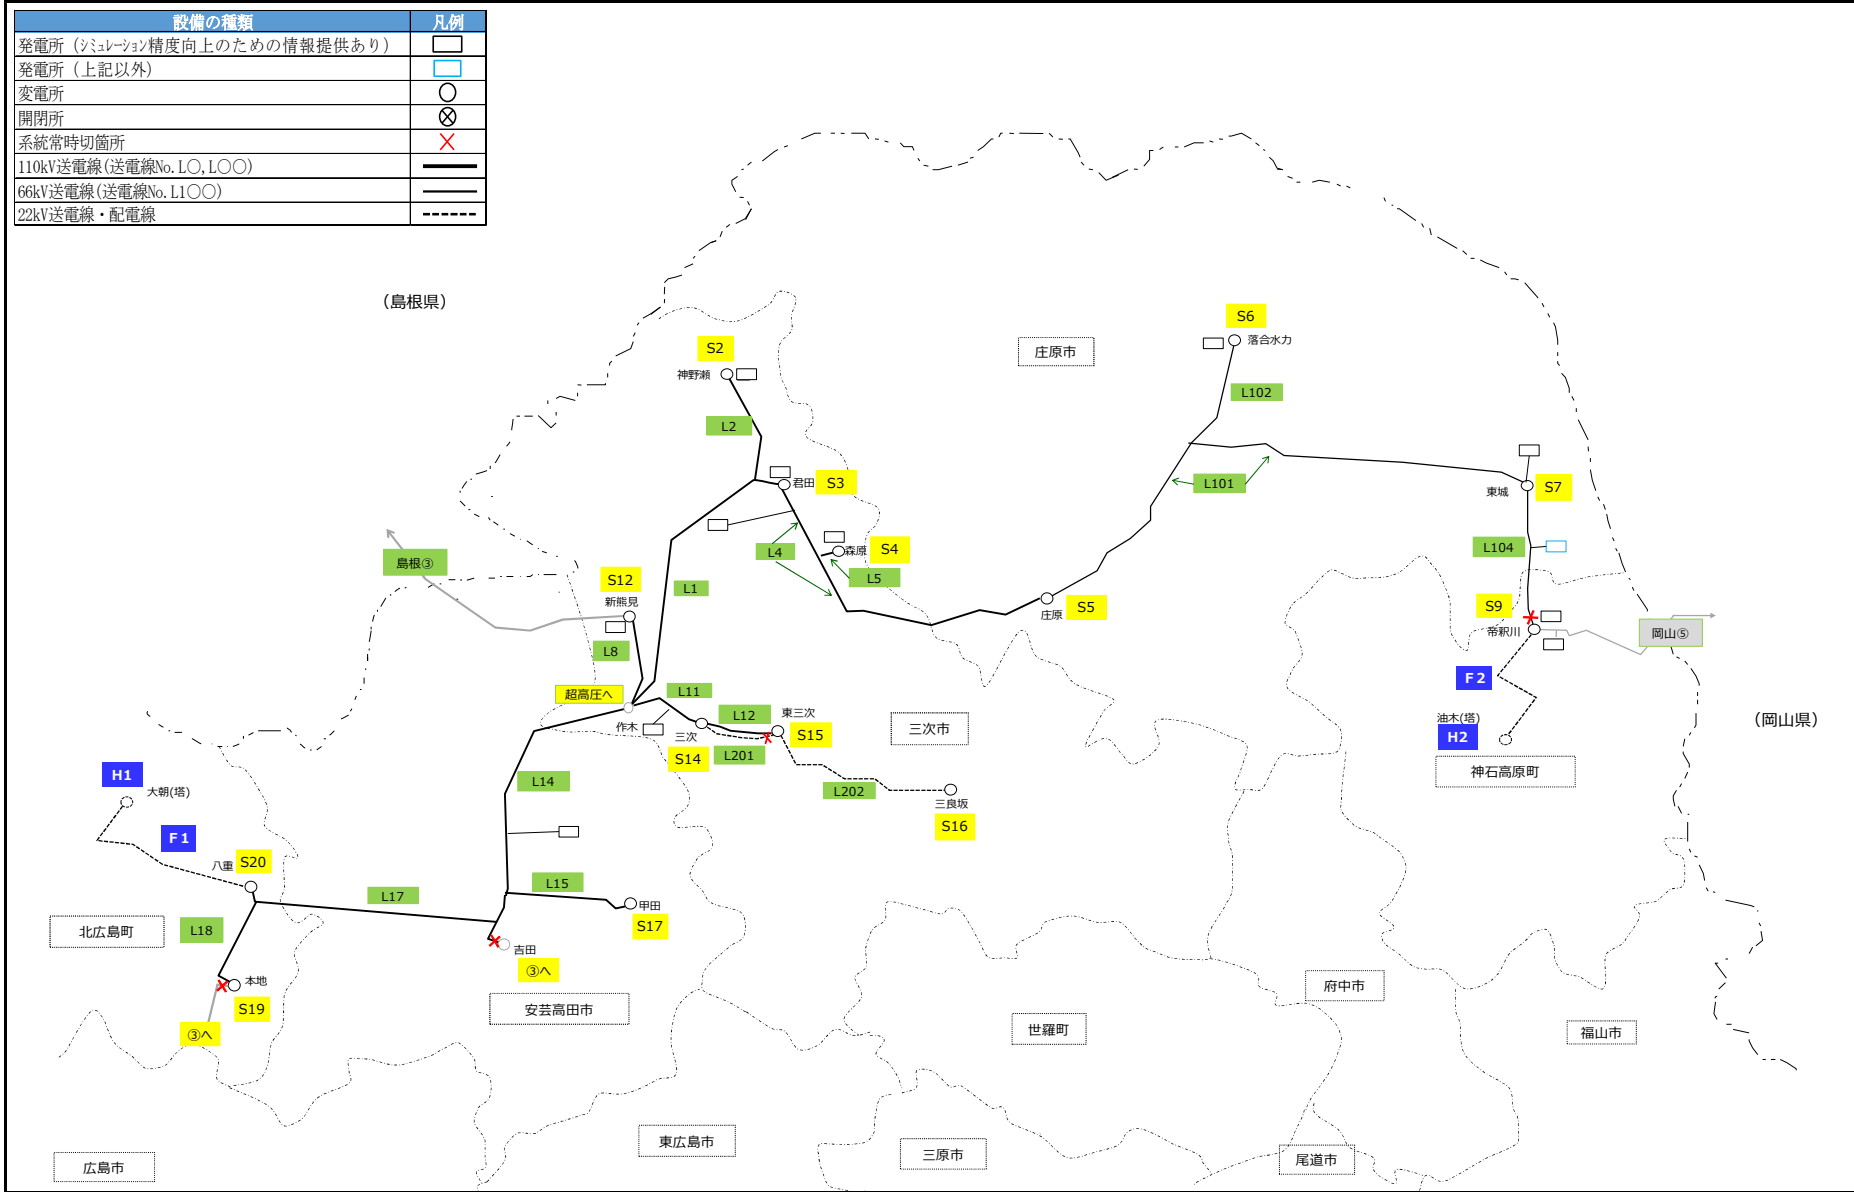 設備の種類 凡例
発電所（シミュレーション精度向上のための情報提供あり）
発電所（上記以外）
変電所
開閉所
系統常時切箇所
110kV送電線(送電線No.L〇,L〇〇)
66kV送電線(送電線No.L1〇〇)
22kV送電線・配電線
（島根県）
S6
落合水力
庄原市
S2
神野瀬
L102
L2
君田 S3
L101
東城 S7
L4
森原 S4
L5
L104
島根③
S12
新熊見
L1
庄原 S5
S9
帝釈川
岡山⑤
L8
超高圧へ
L11
F2
作木
L12
東三次
三次
S15
L201
S14
三次市
油木(塔)
H2
（岡山県）
神石高原町
H1
大朝(塔)
L14
L202
三良坂
S16
F1
八重 S20
L17
L15
甲田
S17
北広島町
L18
吉田
③へ
本地
S19
③へ
安芸高田市
府中市
世羅町
福山市
東広島市
三原市
尾道市
広島市